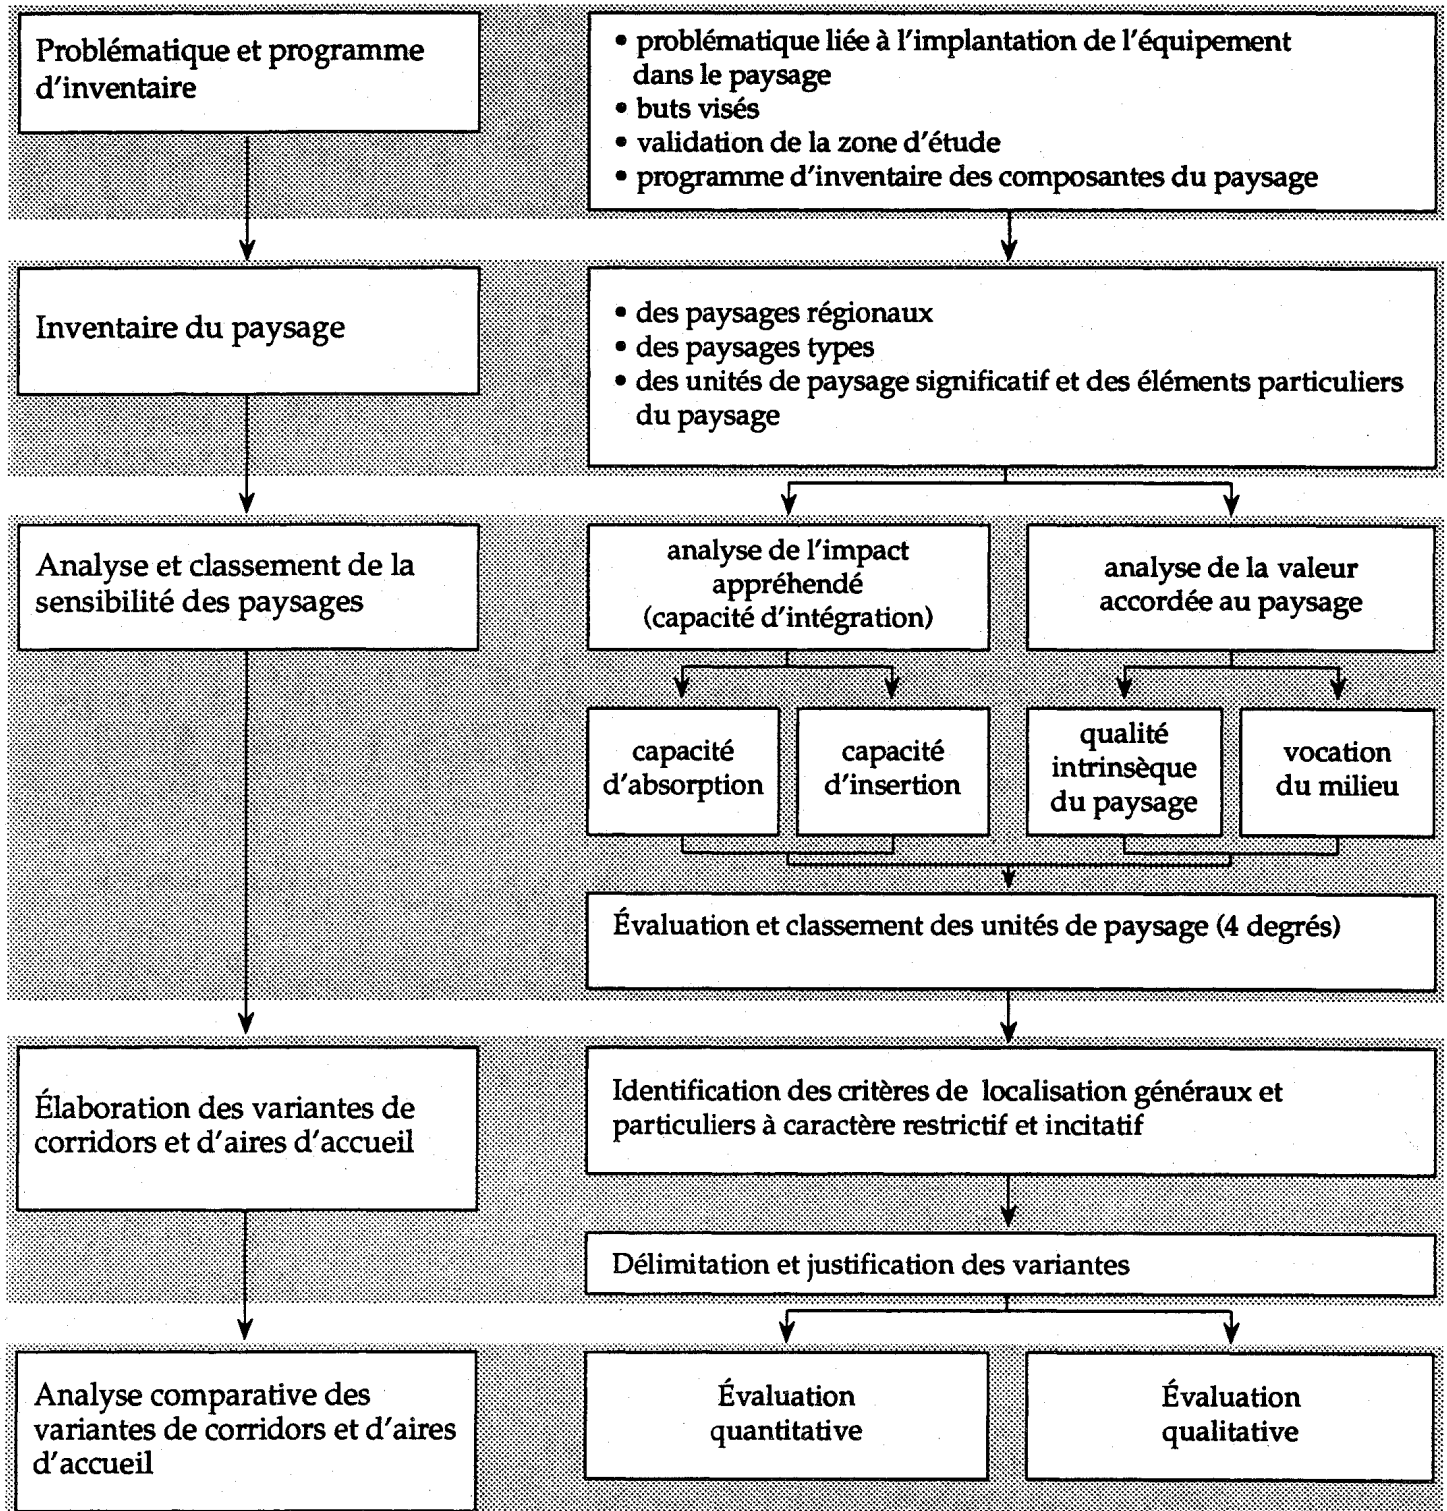 Problématique et programme
d'inventaire
• problématique liée à l'implantation de l'équipement
dans le paysage
• buts visés
• validation de la zone d'étude
• programme d'inventaire des composantes du paysage
Inventaire du paysage
• des paysages régionaux
• des paysages types
• des unités de paysage significatif et des éléments particuliers
du paysage
Analyse et classement de la
sensibilité des paysages
analyse de l'impact
appréhendé
(capacité d'intégration)
analyse de la valeur
accordée au paysage
capacité
d'absorption
capacité
d'insertion
qualité
intrinsèque
du paysage
vocation
du milieu
Évaluation et classement des unités de paysage (4 degrés)
Élaboration des variantes de
corridors et d'aires d'accueil
Identification des critères de localisation généraux et
particuliers à caractère restrictif et incitatif
Délimitation et justification des variantes
Analyse comparative des
variantes de corridors et d'aires
d'accueil
Évaluation
quantitative
Évaluation
qualitative